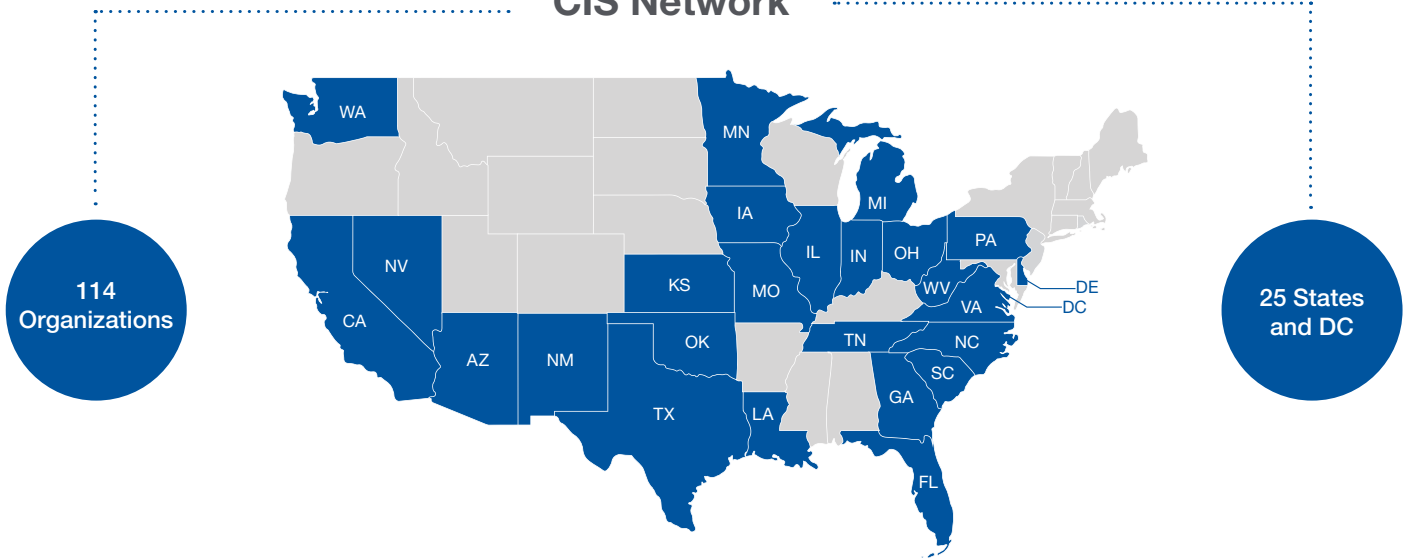 CIS Network
WA
MN
MI
IA
PA
NV
IL
IN
OH
KS
MO
WV
DE
VA
DC
114
Organizations
25 States
and DC
CA
OK
TN
NC
AZ
NM
SC
GA
TX
LA
FL